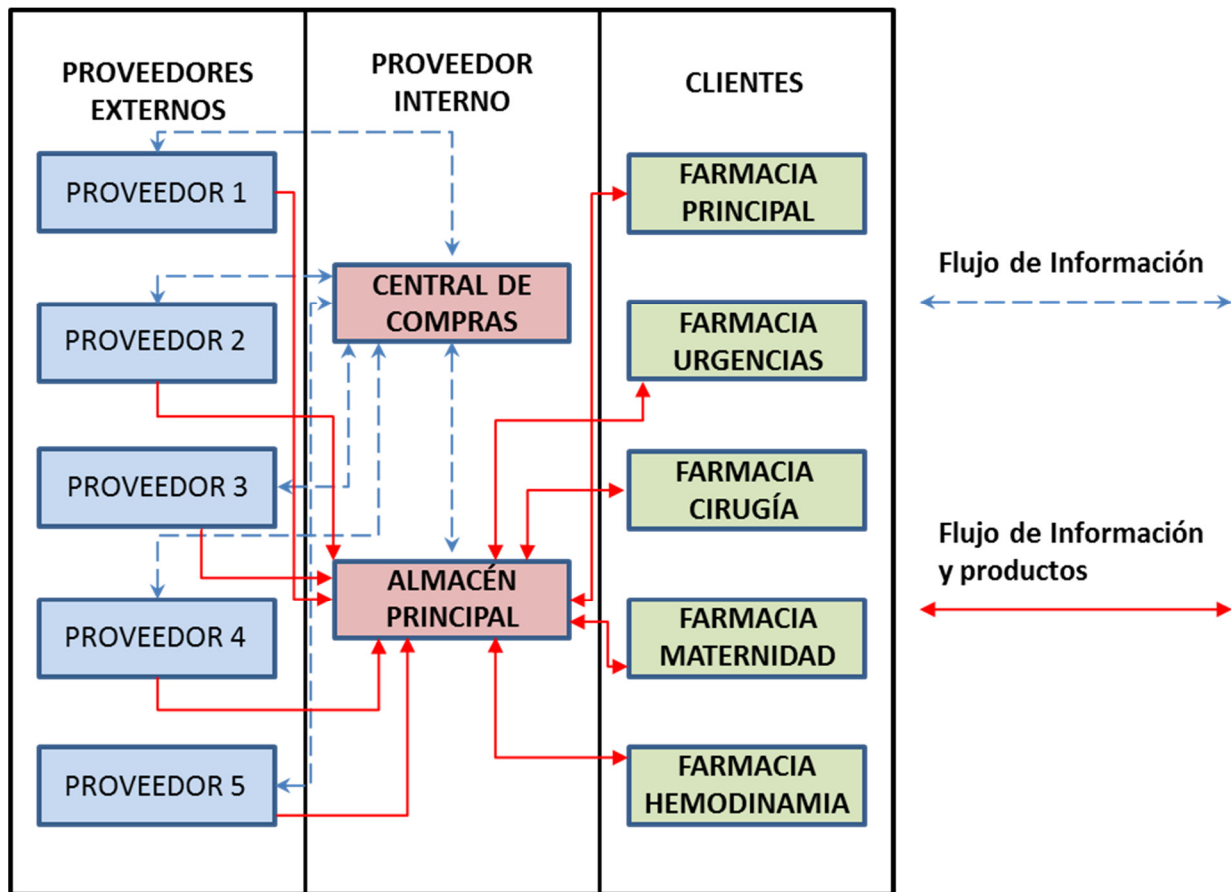 PROVEEDORES
EXTERNOS
PROVEEDOR 1
PROVEEDOR 2
PROVEEDOR 3
PROVEEDOR 4
PROVEEDOR 5
PROVEEDOR
INTERNO
CENTRAL DE
COMPRAS
ALMACÉN
PRINCIPAL
CLIENTES
FARMACIA
PRINCIPAL
FARMACIA
URGENCIAS
FARMACIA
CIRUGÍA
FARMACIA
MATERNIDAD
FARMACIA
HEMODINAMIA
Flujo de Información
Flujo de Información
y productos